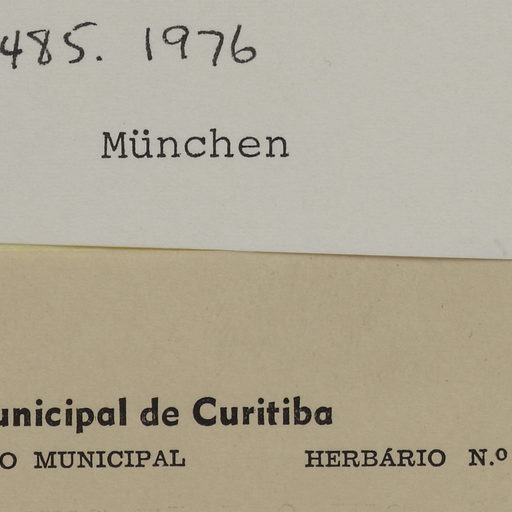 485. 1976
München
unicipal de Curitiba
O MUNICIPAL HERBÁRIO N.º